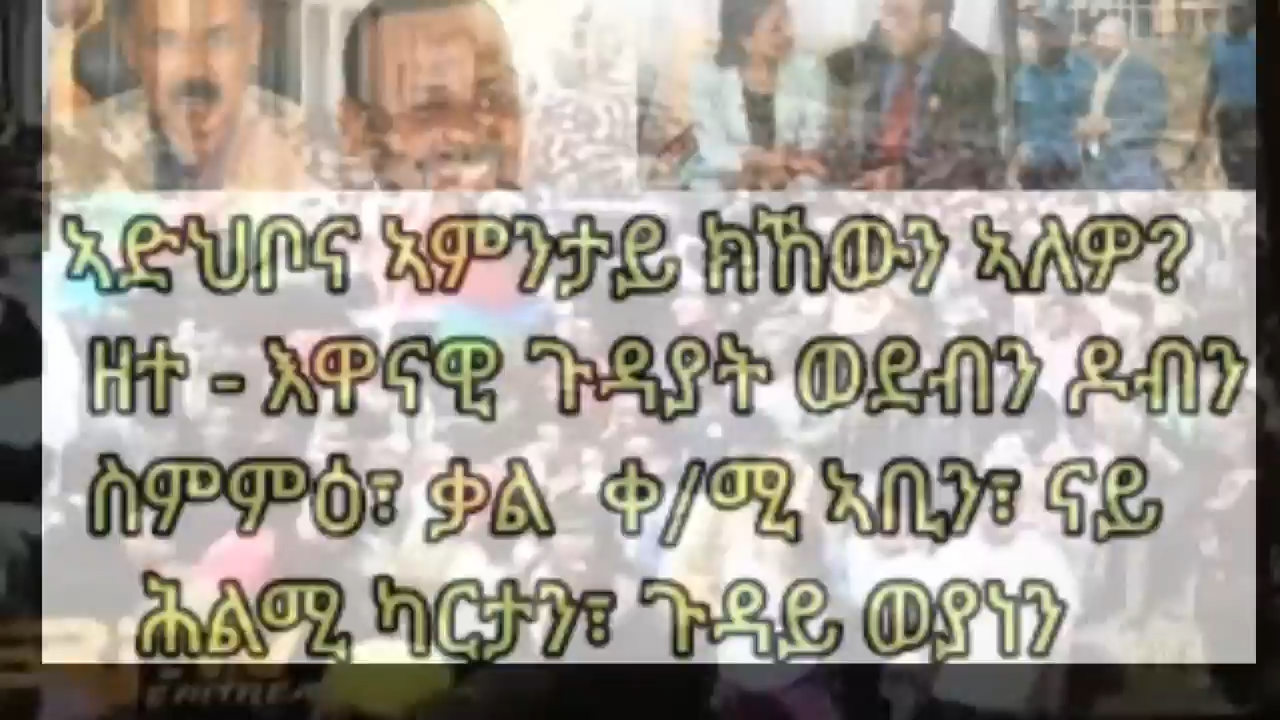 ኣድህቦና ኣምንታይ ክኸውን ኣለዎ?
ዘተ - እዋናዊ ጉዳያት ወደብን ዶብን
ስምምዕ፣ ቃል ቀ/ሚ ኣቢን፣ ናይ
ሕልሚ ካርታን፣ ጉዳይ ወያነን